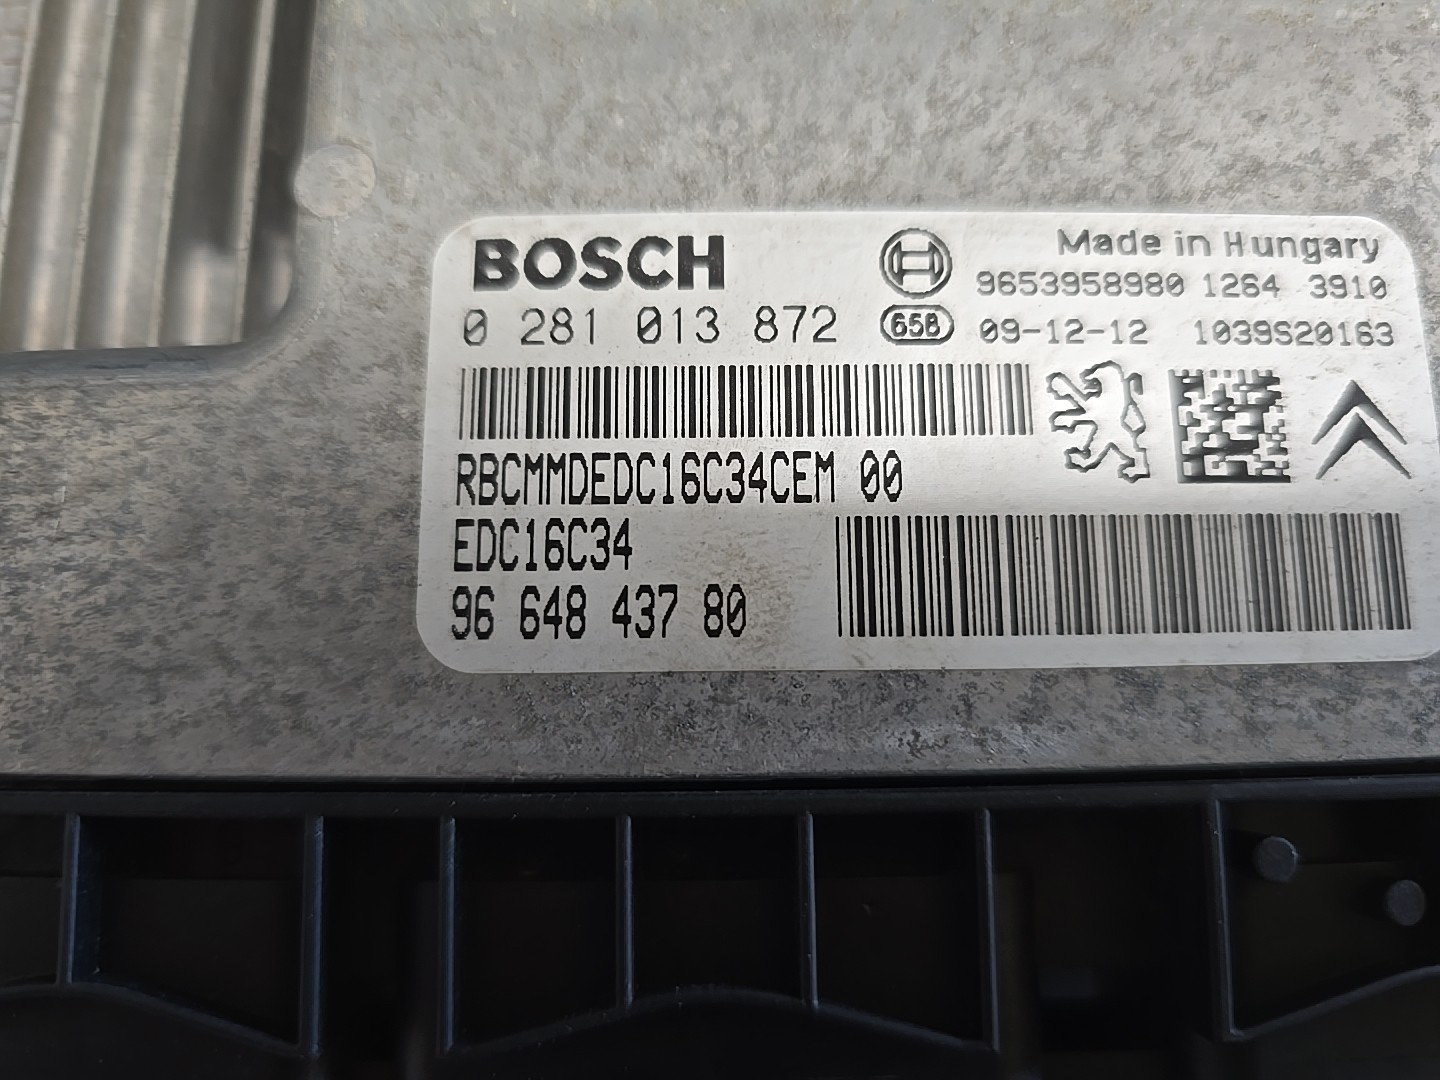 BOSCH
Made in Hungary
9653958980 1264 3910
0 281 013 872
658
09-12-12 1039S20163
RBCMMDEDC16C34CEM 00
EDC16C34
96 648 437 80